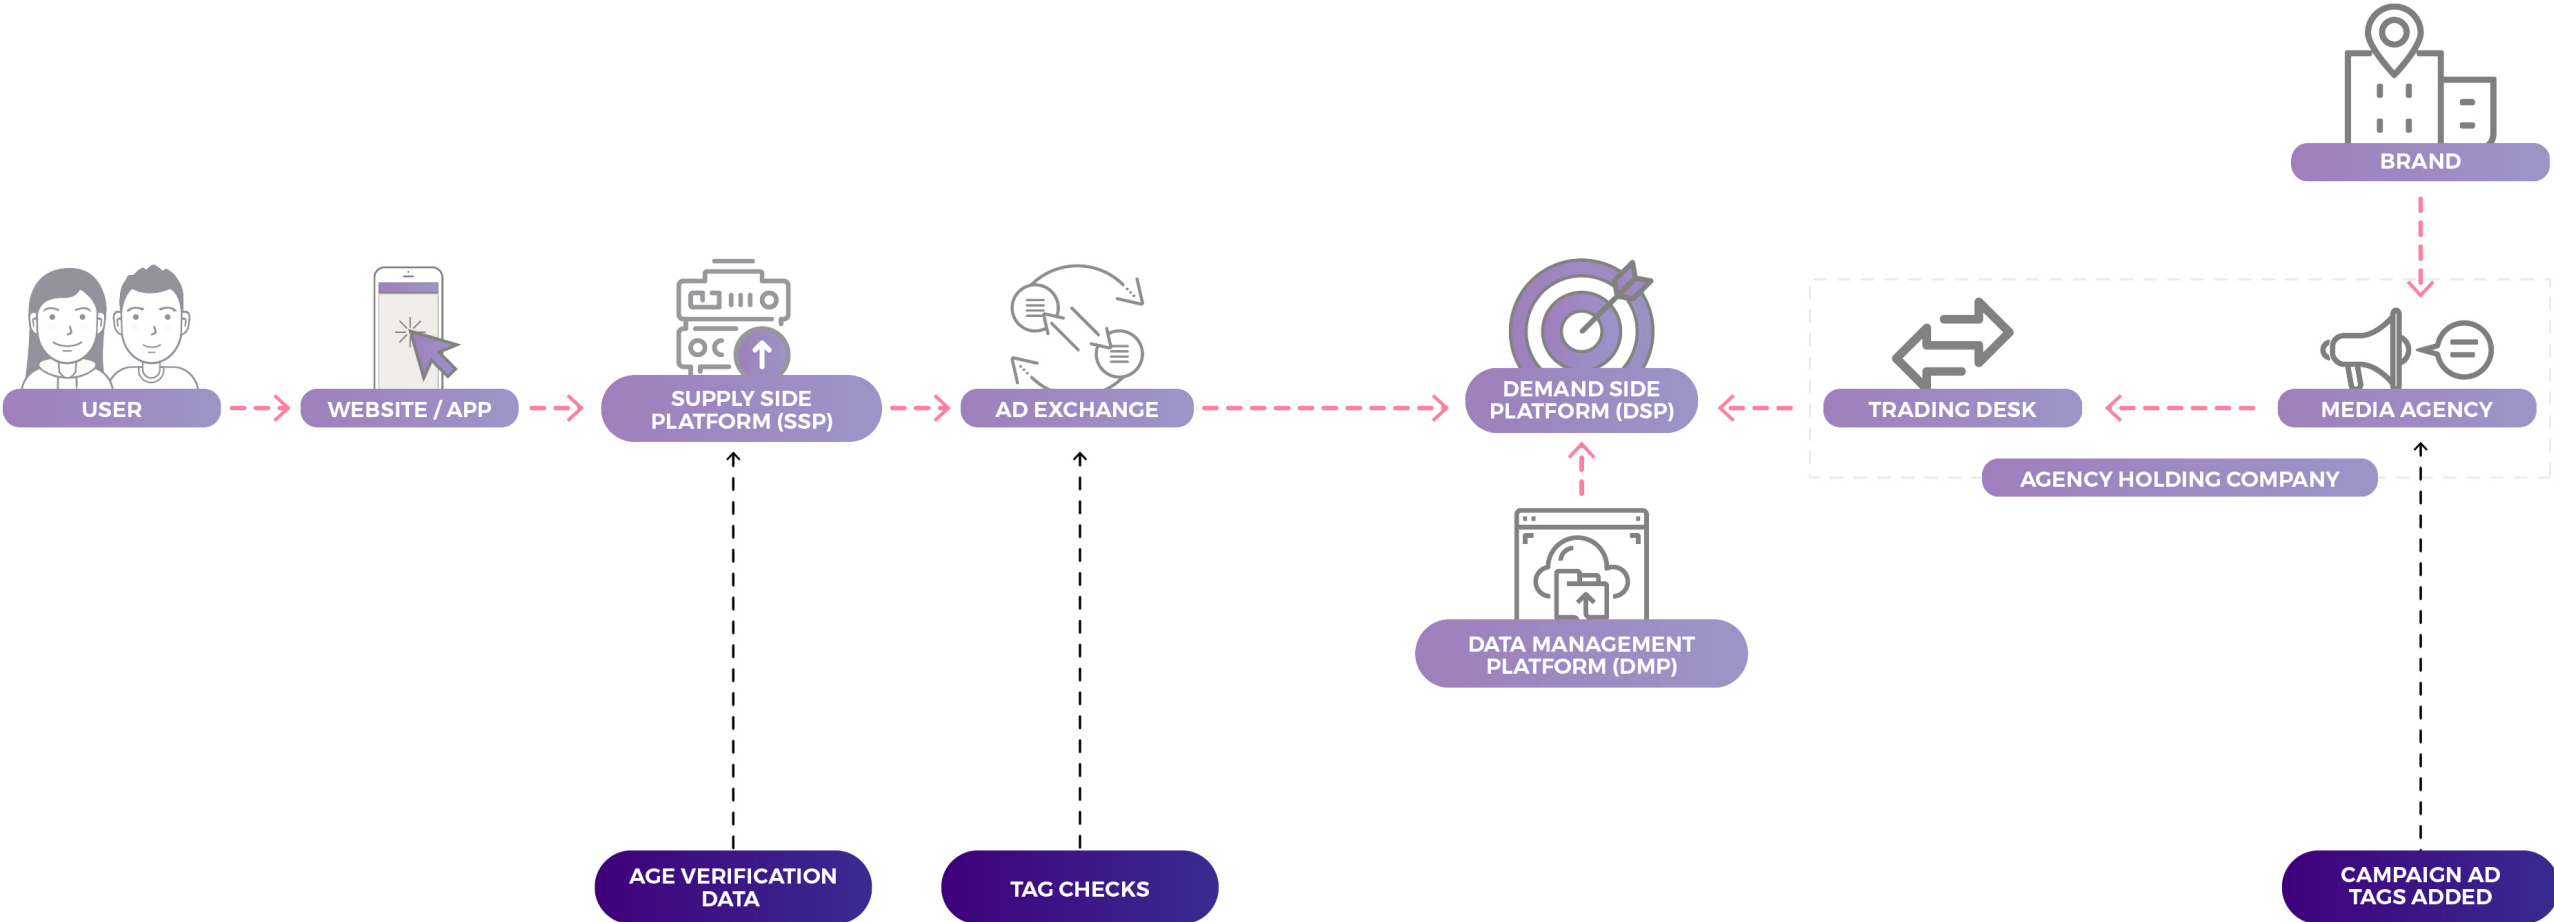 BRAND
USER
WEBSITE / APP
SUPPLY SIDE
PLATFORM (SSP)
AD EXCHANGE
DEMAND SIDE
PLATFORM (DSP)
TRADING DESK
MEDIA AGENCY
AGENCY HOLDING COMPANY
DATA MANAGEMENT
PLATFORM (DMP)
AGE VERIFICATION
DATA
TAG CHECKS
CAMPAIGN AD
TAGS ADDED